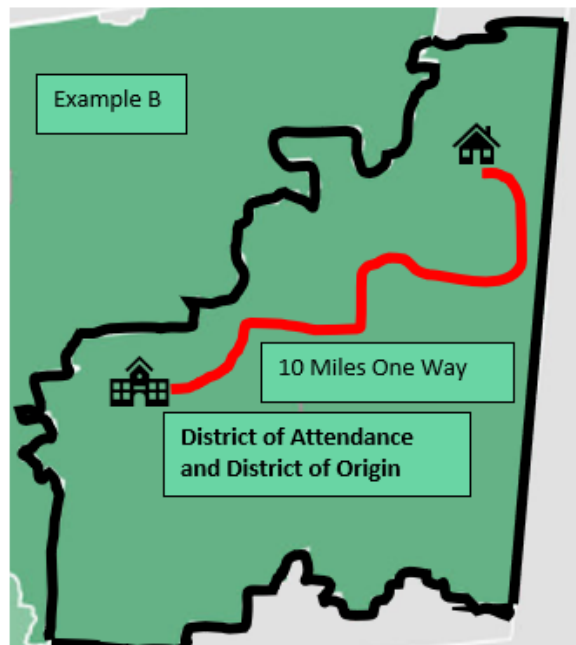 Example B
10 Miles One Way
District of Attendance
and District of Origin